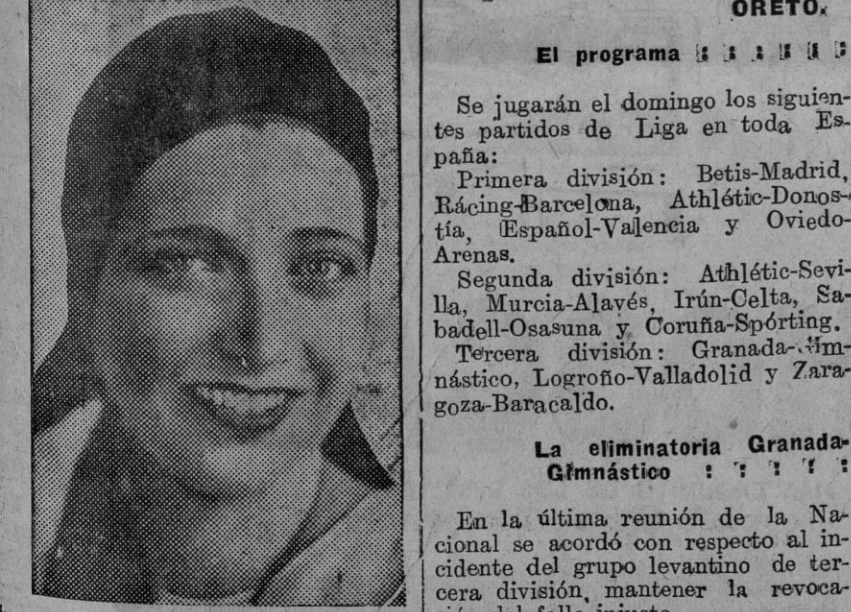 ORETO.
El programa : : : : : :
Se jugarán el domingo los siguien-
tes partidos de Liga en toda Es-
paña:
Primera división: Betis-Madrid,
Rácing-Barcelona, Athlétic-Donos-
tía, Español-Valencia y Oviedo-
Arenas.
Segunda división: Athlétic-Sevi-
lla, Murcia-Alavés, Irún-Celta, Sa-
badell-Osasuna y Coruña-Spórting.
Tercera división: Granada-
nástico, Logroño-Valladolid y Zara-
goza-Baracaldo.
La eliminatoria Granada-
Gimnástico : : : : :
En la última reunión de la Na-
cional se acordó con respecto al in-
cidente del grupo levantino de ter-
cera división, mantener la revoca-
ción del fallo injusto